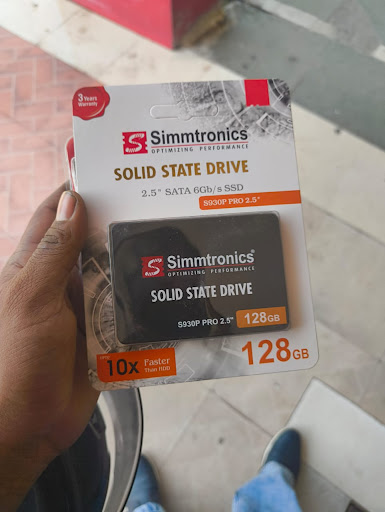 3 Years
Warranty
Simmtronics
OPTIMIZING PERFORMANCE
SOLID STATE DRIVE
2.5" SATA 6Gb/s SSD
S930P PRO 2.5"
Simmtronics®
OPTIMIZING PERFORMANCE
SOLID STATE DRIVE
S930P PRO 2.5" 128GB
10x Faster
Than HDD
128GB